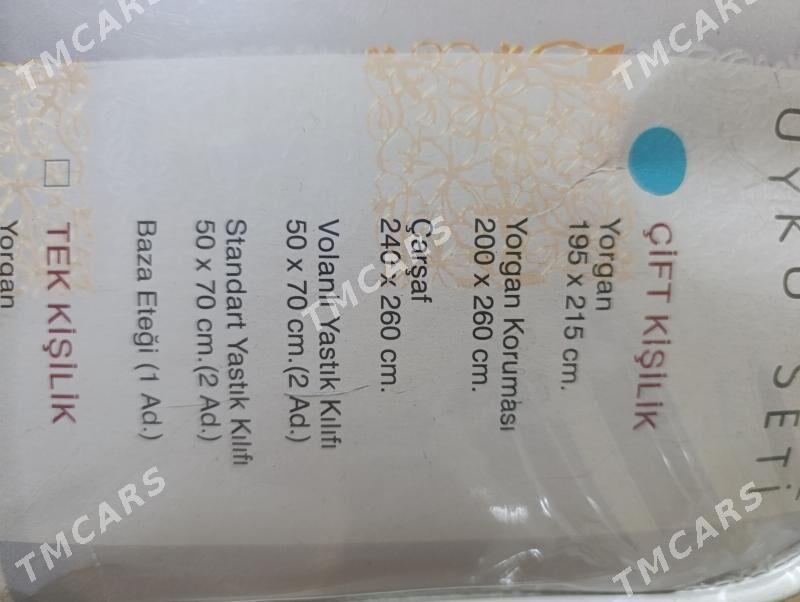 UYKU SETİ
ÇİFT KİŞİLİK
Yorgan
195 x 215 cm.
Yorgan Koruması
200 x 260 cm.
Çarşaf
240 x 260 cm.
Volanlı Yastık Kılıfı
50 x 70 cm.(2 Ad.)
Standart Yastık Kılıfı
50 x 70 cm.(2 Ad.)
Baza Eteği (1 Ad.)
TEK KİŞİLİK
Yorgan
TMCARS
TMCARS
TMCARS
TMCARS
TMCARS